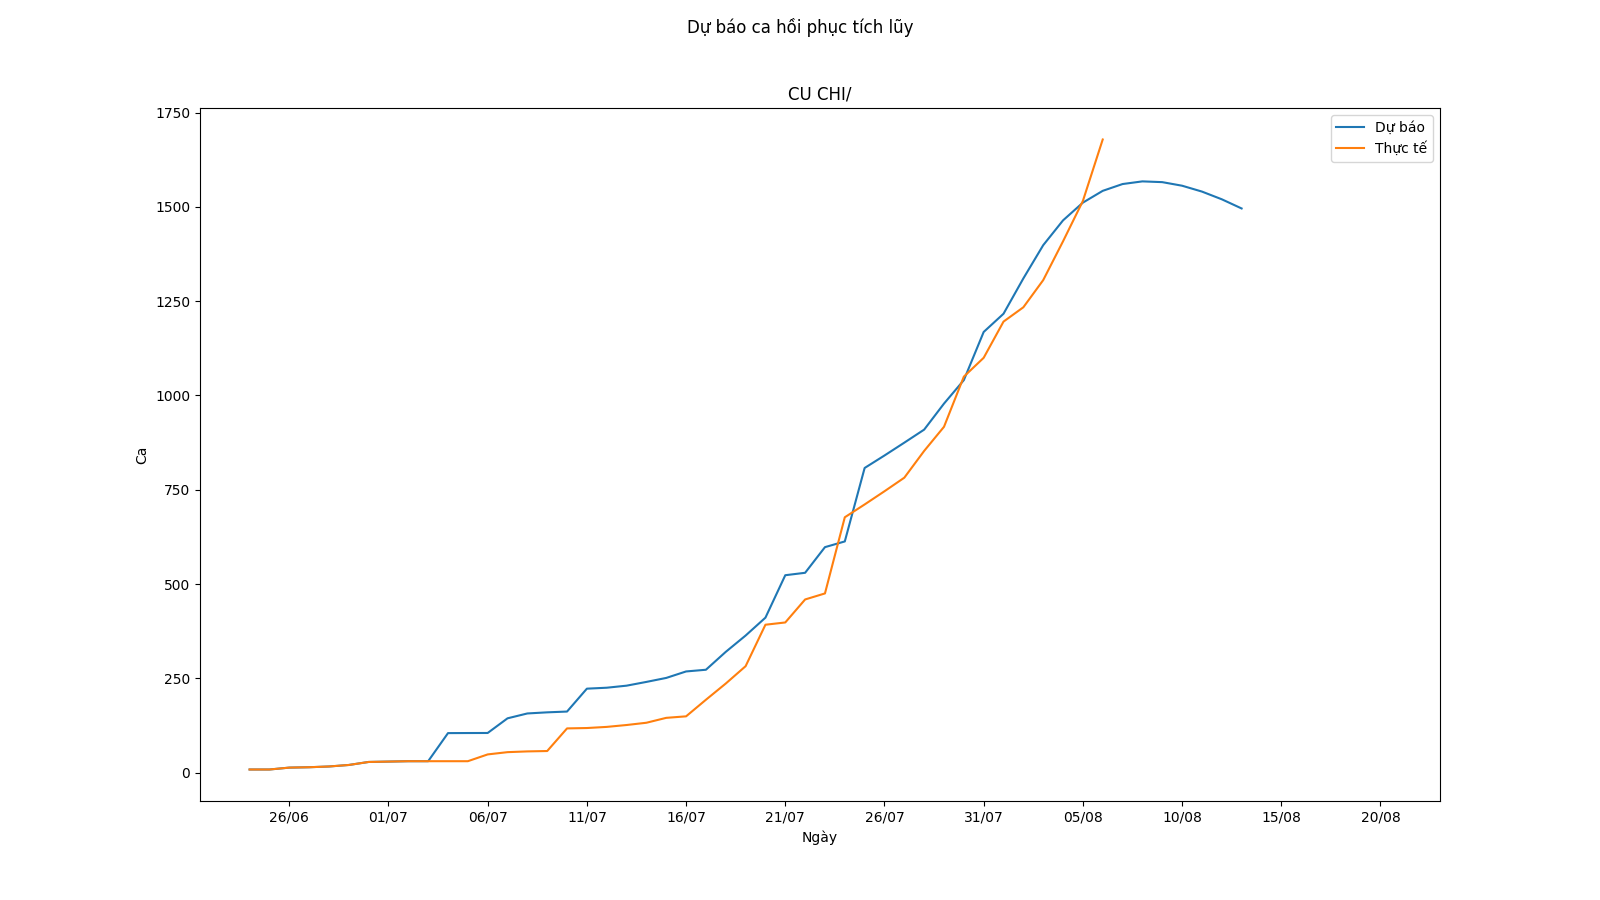 Dự báo ca hồi phục tích lũy
CU CHI/
1750
1500
1250
1000
750
500
250
0
Ca
Dự báo
Thực tế
26/06 01/07 06/07 11/07 16/07 21/07 26/07 31/07 05/08 10/08 15/08 20/08
Ngày